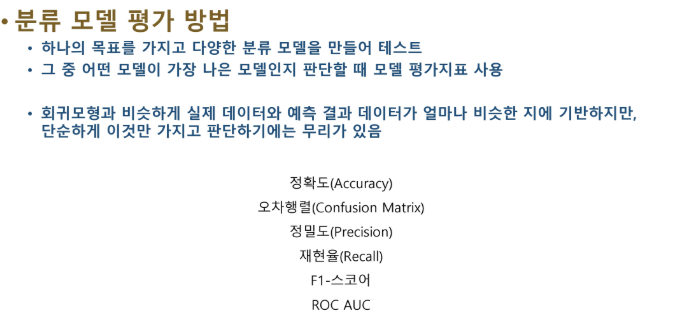 • 분류 모델 평가 방법
• 하나의 목표를 가지고 다양한 분류 모델을 만들어 테스트
• 그 중 어떤 모델이 가장 나은 모델인지 판단할 때 모델 평가지표 사용
• 회귀모형과 비슷하게 실제 데이터와 예측 결과 데이터가 얼마나 비슷한 지에 기반하지만,
단순하게 이것만 가지고 판단하기에는 무리가 있음
정확도(Accuracy)
오차행렬(Confusion Matrix)
정밀도(Precision)
재현율(Recall)
F1-스코어
ROC AUC